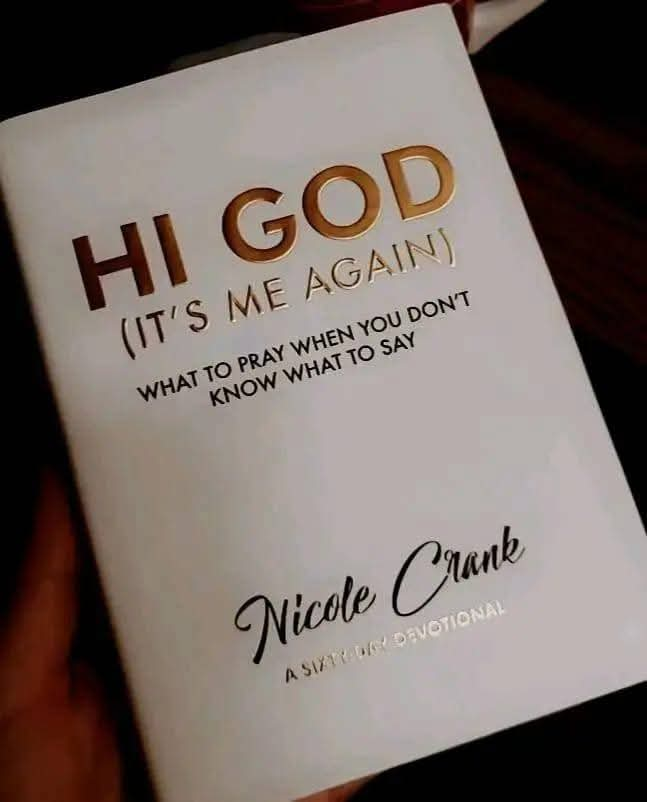 HI GOD
(IT'S ME AGAIN)
WHAT TO PRAY WHEN YOU DON'T
KNOW WHAT TO SAY
Nicole Crank
A SIXTY DAY DEVOTIONAL